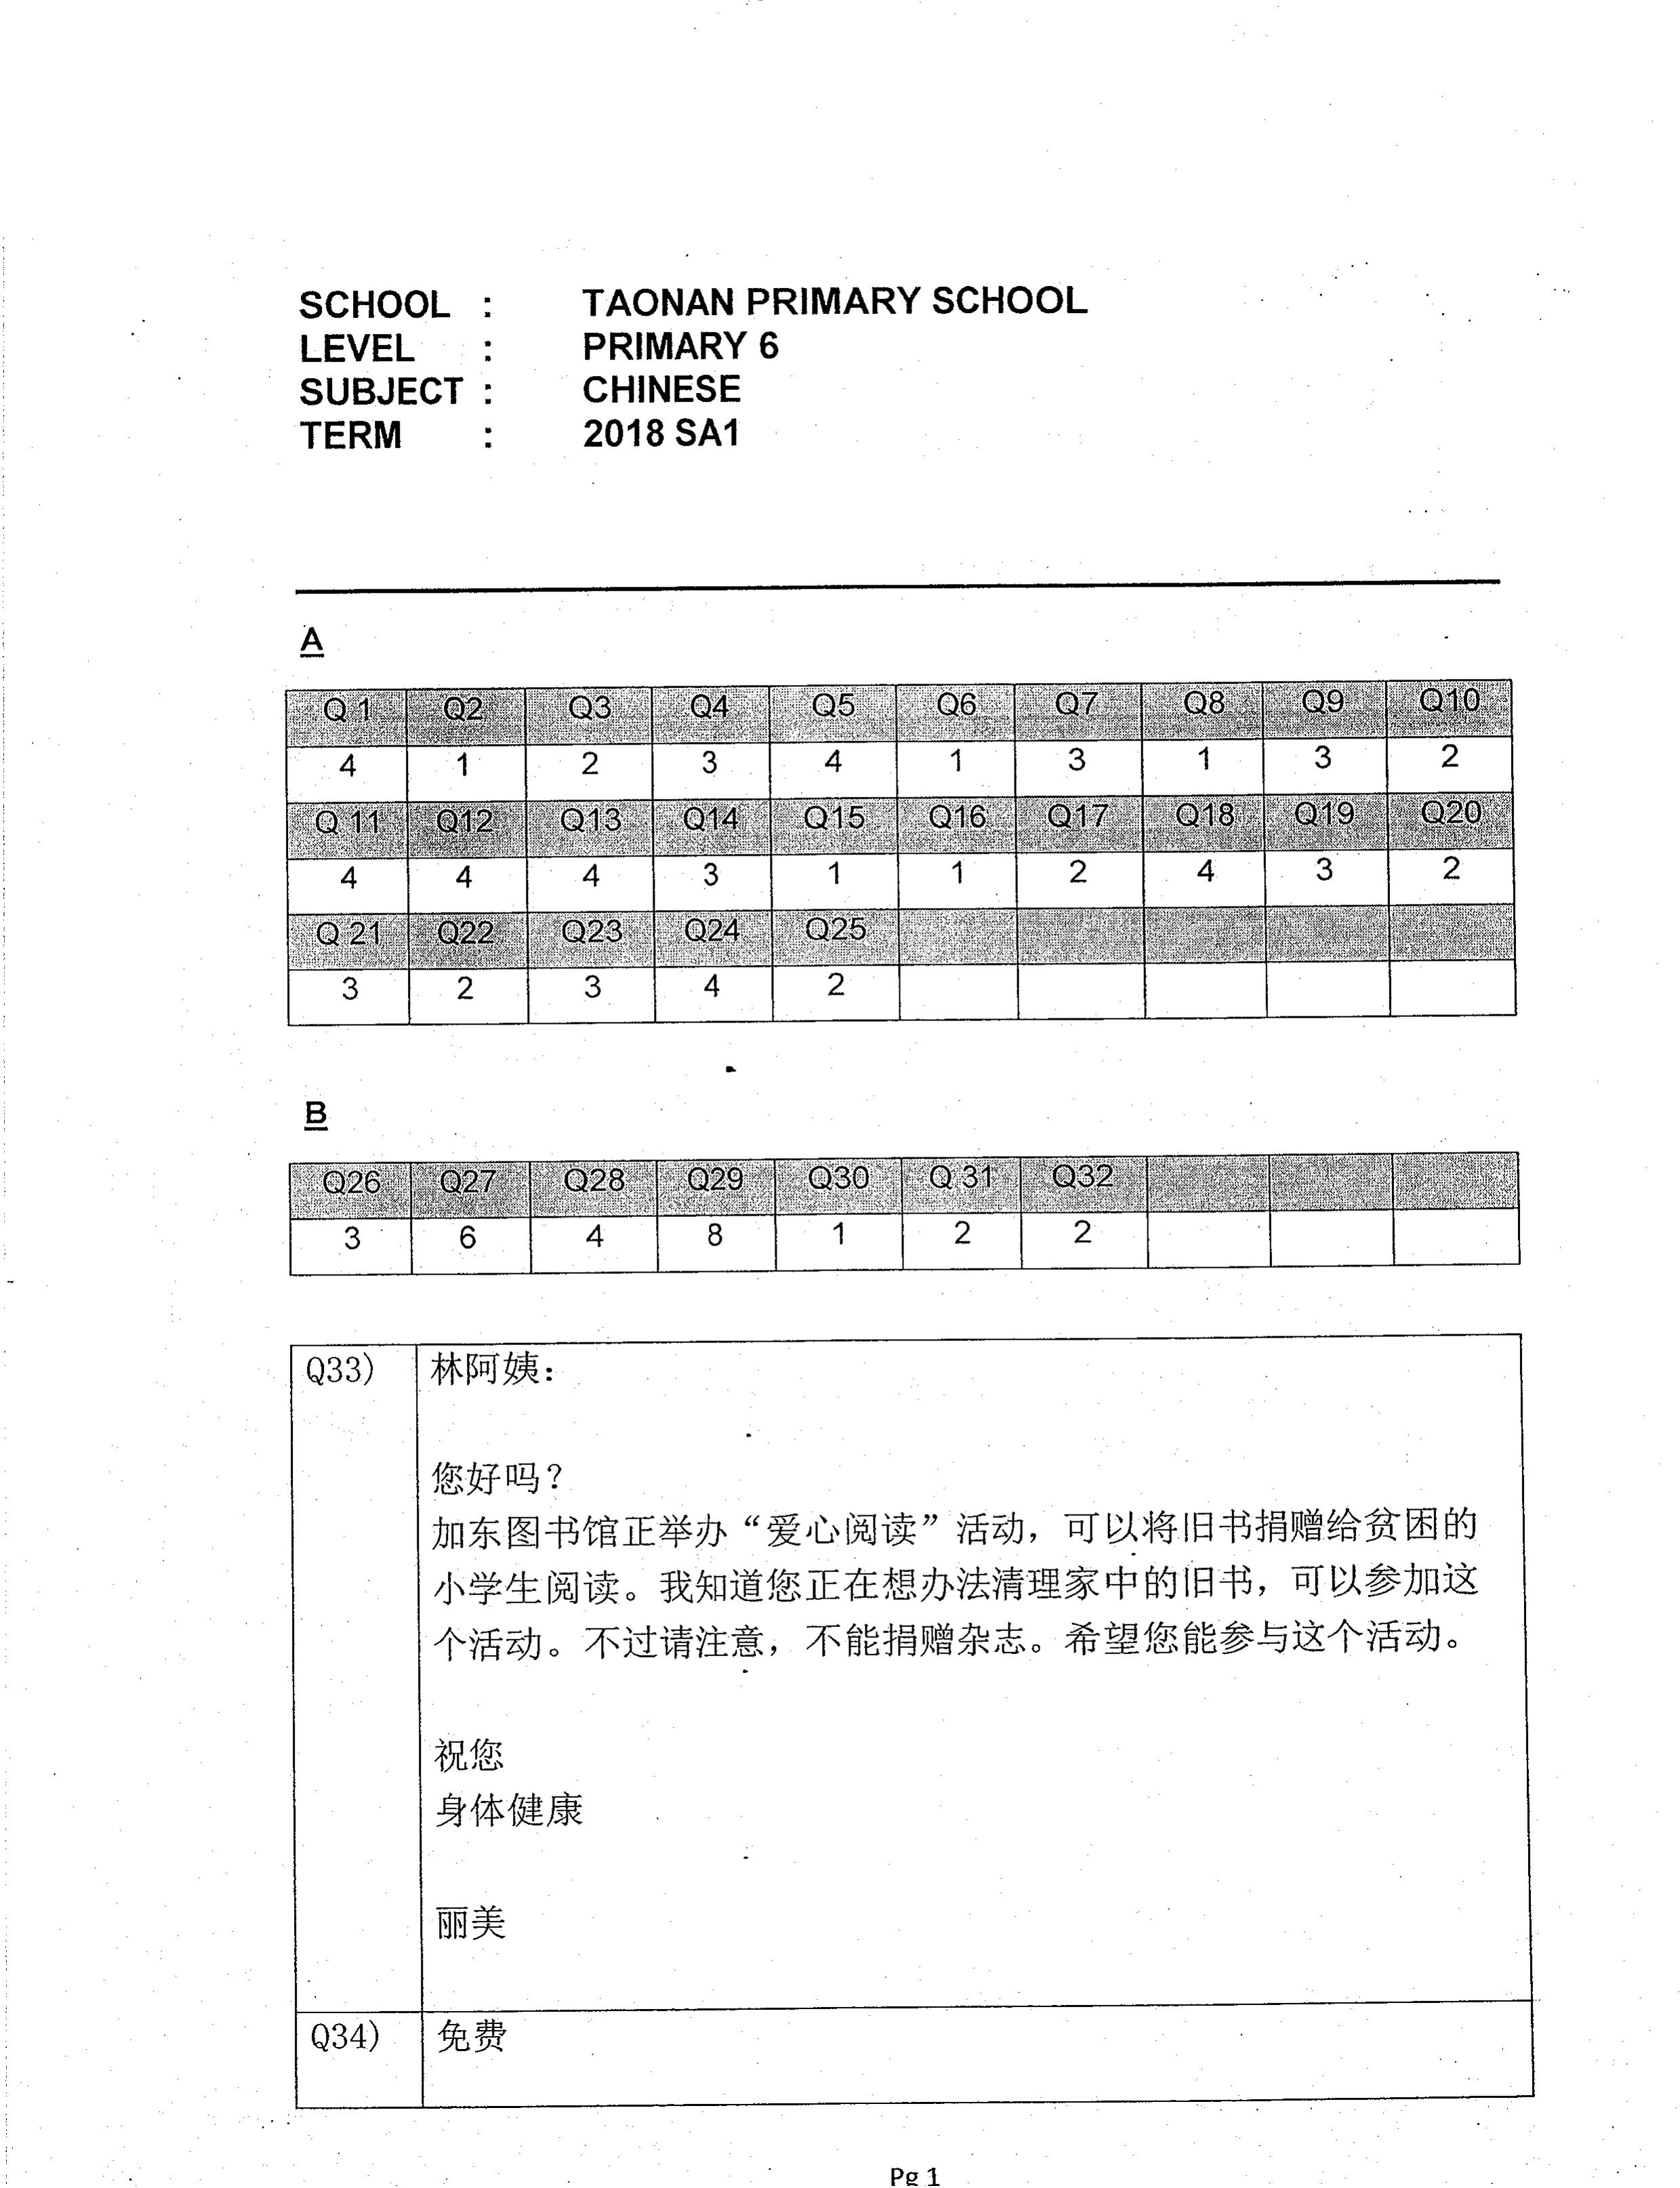 SCHOOL : TAONAN PRIMARY SCHOOL
LEVEL : PRIMARY 6
SUBJECT : CHINESE
TERM : 2018 SA1
A
Q 1 Q2 Q3 Q4 Q5 Q6 Q7 Q8 Q9 Q10
4 1 2 3 4 1 3 1 3 2
Q 11 Q12 Q13 Q14 Q15 Q16 Q17 Q18 Q19 Q20
4 4 4 3 1 1 2 4 3 2
Q 21 Q22 Q23 Q24 Q25
3 2 3 4 2
B
Q26 Q27 Q28 Q29 Q30 Q 31 Q32
3 6 4 8 1 2 2
Q33) 林阿姨：
您好吗？
加东图书馆正举办“爱心阅读”活动，可以将旧书捐赠给贫困的
小学生阅读。我知道您正在想办法清理家中的旧书，可以参加这
个活动。不过请注意，不能捐赠杂志。希望您能参与这个活动。
祝您
身体健康
丽美
Q34) 免费
Pg 1